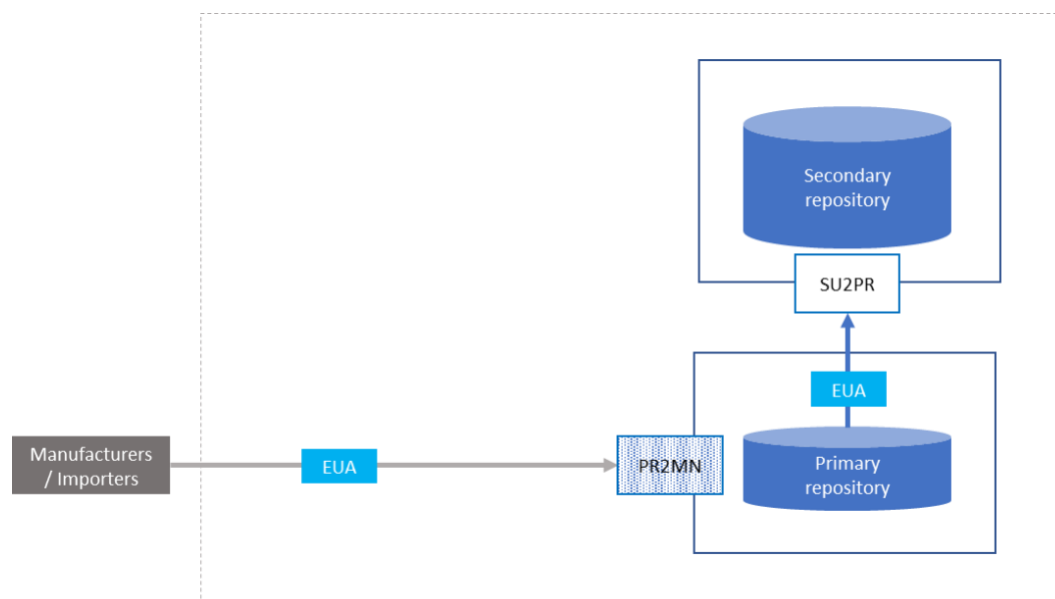 Secondary
repository
SU2PR
EUA
Manufacturers
/ Importers
EUA
PR2MN
Primary
repository